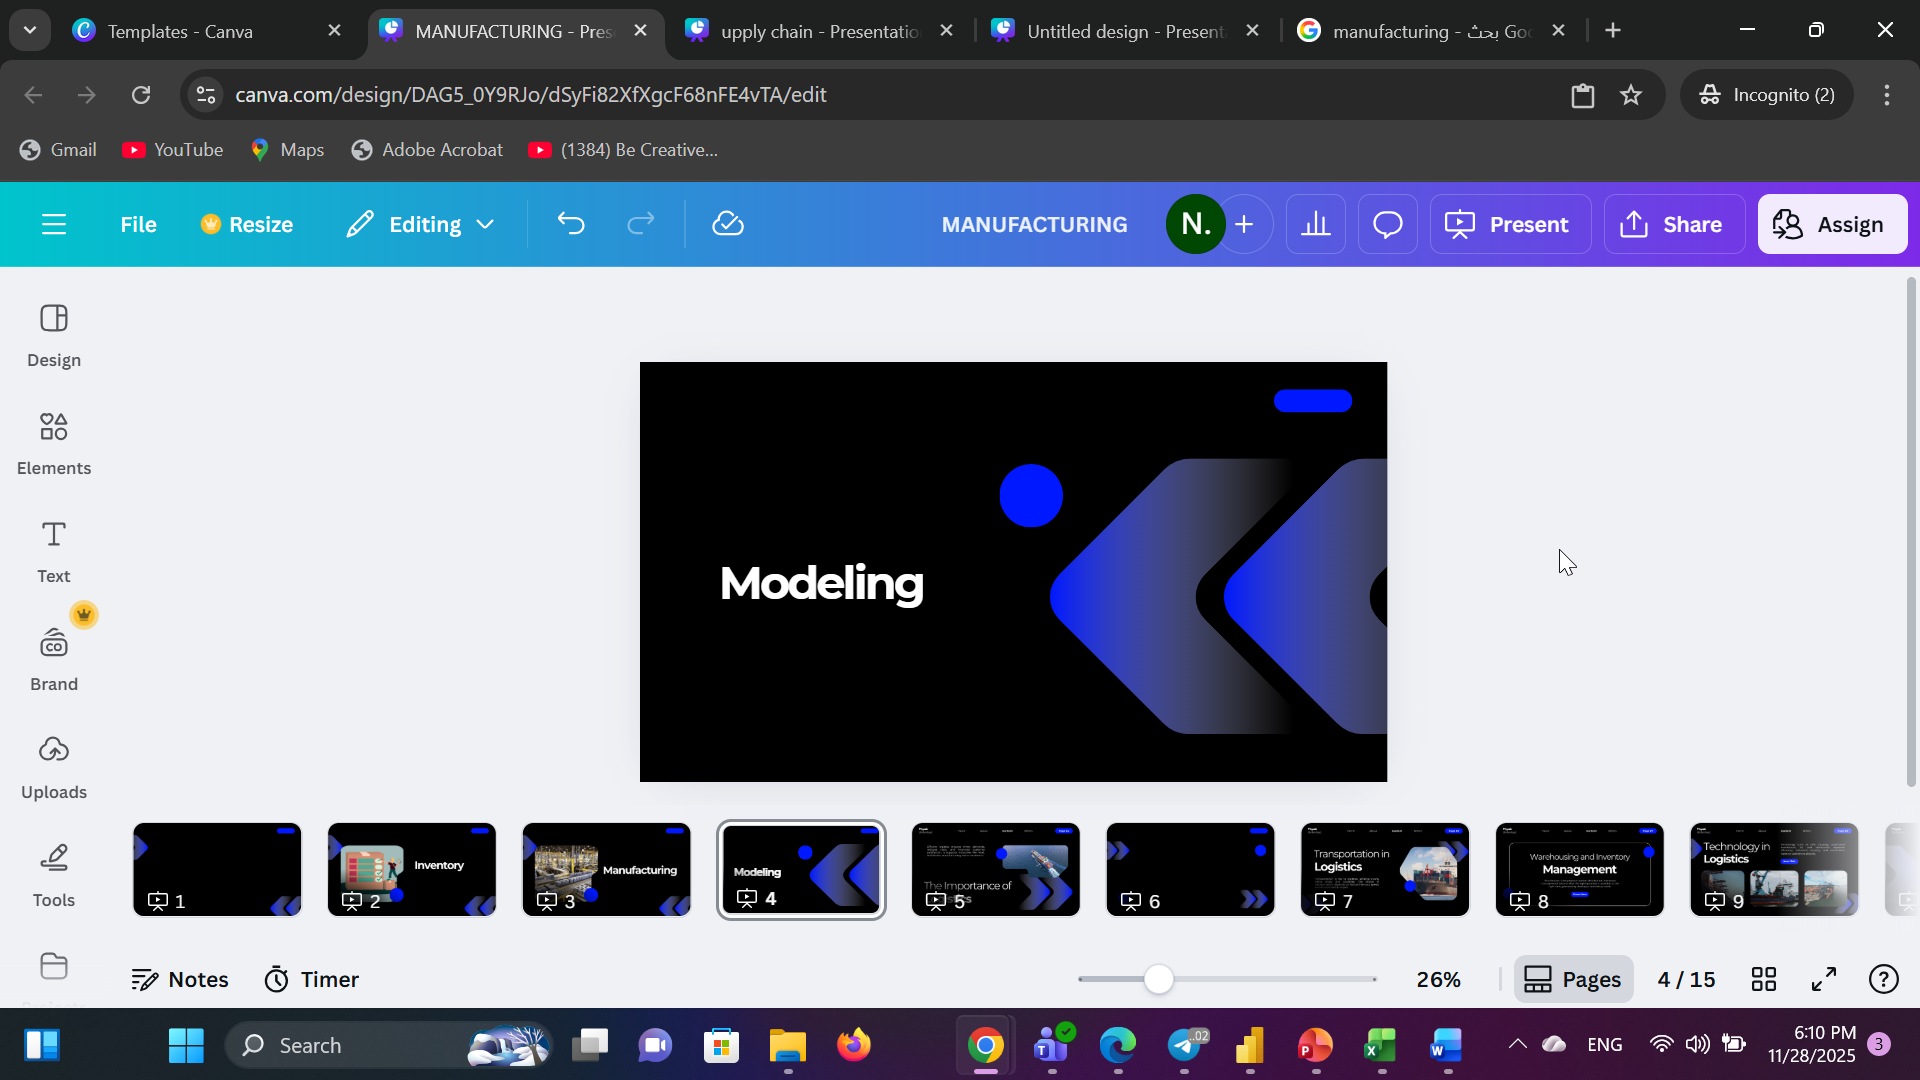 Templates - Canva
MANUFACTURING - Pres
upply chain - Presentatio
Untitled design - Present
manufacturing - بحث Goo
canva.com/design/DAG5_0Y9RJo/dSyFi82XfXgcF68nFE4vTA/edit
Incognito (2)
Gmail
YouTube
Maps
Adobe Acrobat
(1384) Be Creative...
File
Resize
Editing
MANUFACTURING
N.
Present
Share
Assign
Design
Elements
Text
Brand
Uploads
Tools
Modeling
1
Inventory
2
Manufacturing
3
Modeling
4
The Importance of
5
6
Transportation in
Logistics
7
Warehousing and Inventory
Management
8
Technology in
Logistics
9
Notes
Timer
26%
Pages
4 / 15
Search
..02
ENG
6:10 PM
11/28/2025
3